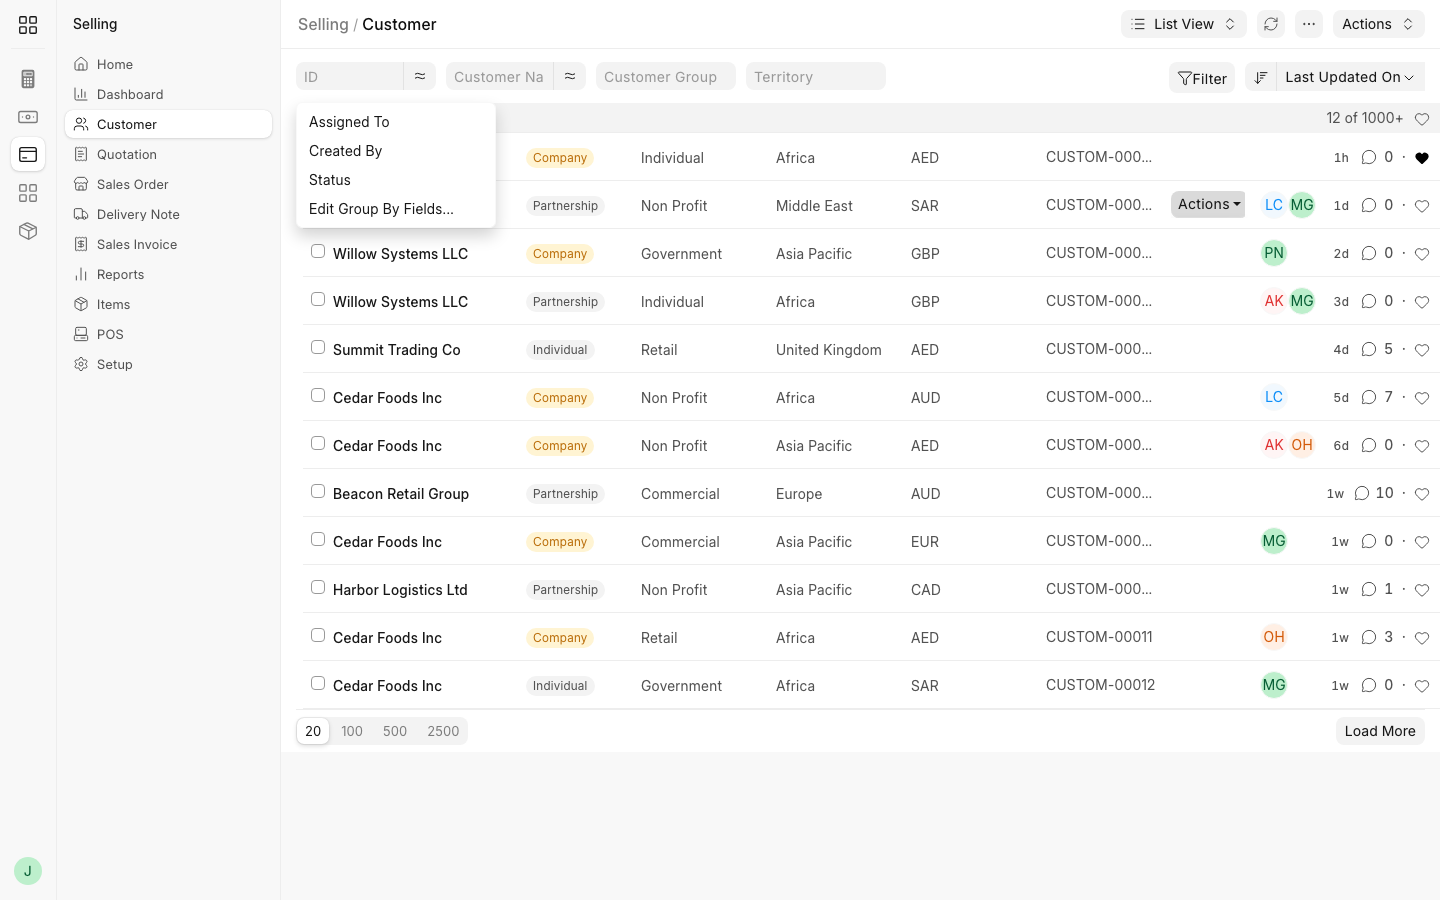 Selling
Home
Dashboard
Customer
Quotation
Sales Order
Delivery Note
Sales Invoice
Reports
Items
POS
Setup
J
Selling / Customer
List View
Actions
ID ≈ Customer Na ≈ Customer Group Territory
Filter
Last Updated On
Assigned To
Created By
Status
Edit Group By Fields...
12 of 1000+
Company Individual Africa AED CUSTOM-000... 1h 0 ·
Partnership Non Profit Middle East SAR CUSTOM-000... Actions LC MG 1d 0 ·
Willow Systems LLC Company Government Asia Pacific GBP CUSTOM-000... PN 2d 0 ·
Willow Systems LLC Partnership Individual Africa GBP CUSTOM-000... AK MG 3d 0 ·
Summit Trading Co Individual Retail United Kingdom AED CUSTOM-000... 4d 5 ·
Cedar Foods Inc Company Non Profit Africa AUD CUSTOM-000... LC 5d 7 ·
Cedar Foods Inc Company Non Profit Asia Pacific AED CUSTOM-000... AK OH 6d 0 ·
Beacon Retail Group Partnership Commercial Europe AUD CUSTOM-000... 1w 10 ·
Cedar Foods Inc Company Commercial Asia Pacific EUR CUSTOM-000... MG 1w 0 ·
Harbor Logistics Ltd Partnership Non Profit Asia Pacific CAD CUSTOM-000... 1w 1 ·
Cedar Foods Inc Company Retail Africa AED CUSTOM-00011 OH 1w 3 ·
Cedar Foods Inc Individual Government Africa SAR CUSTOM-00012 MG 1w 0 ·
20 100 500 2500
Load More